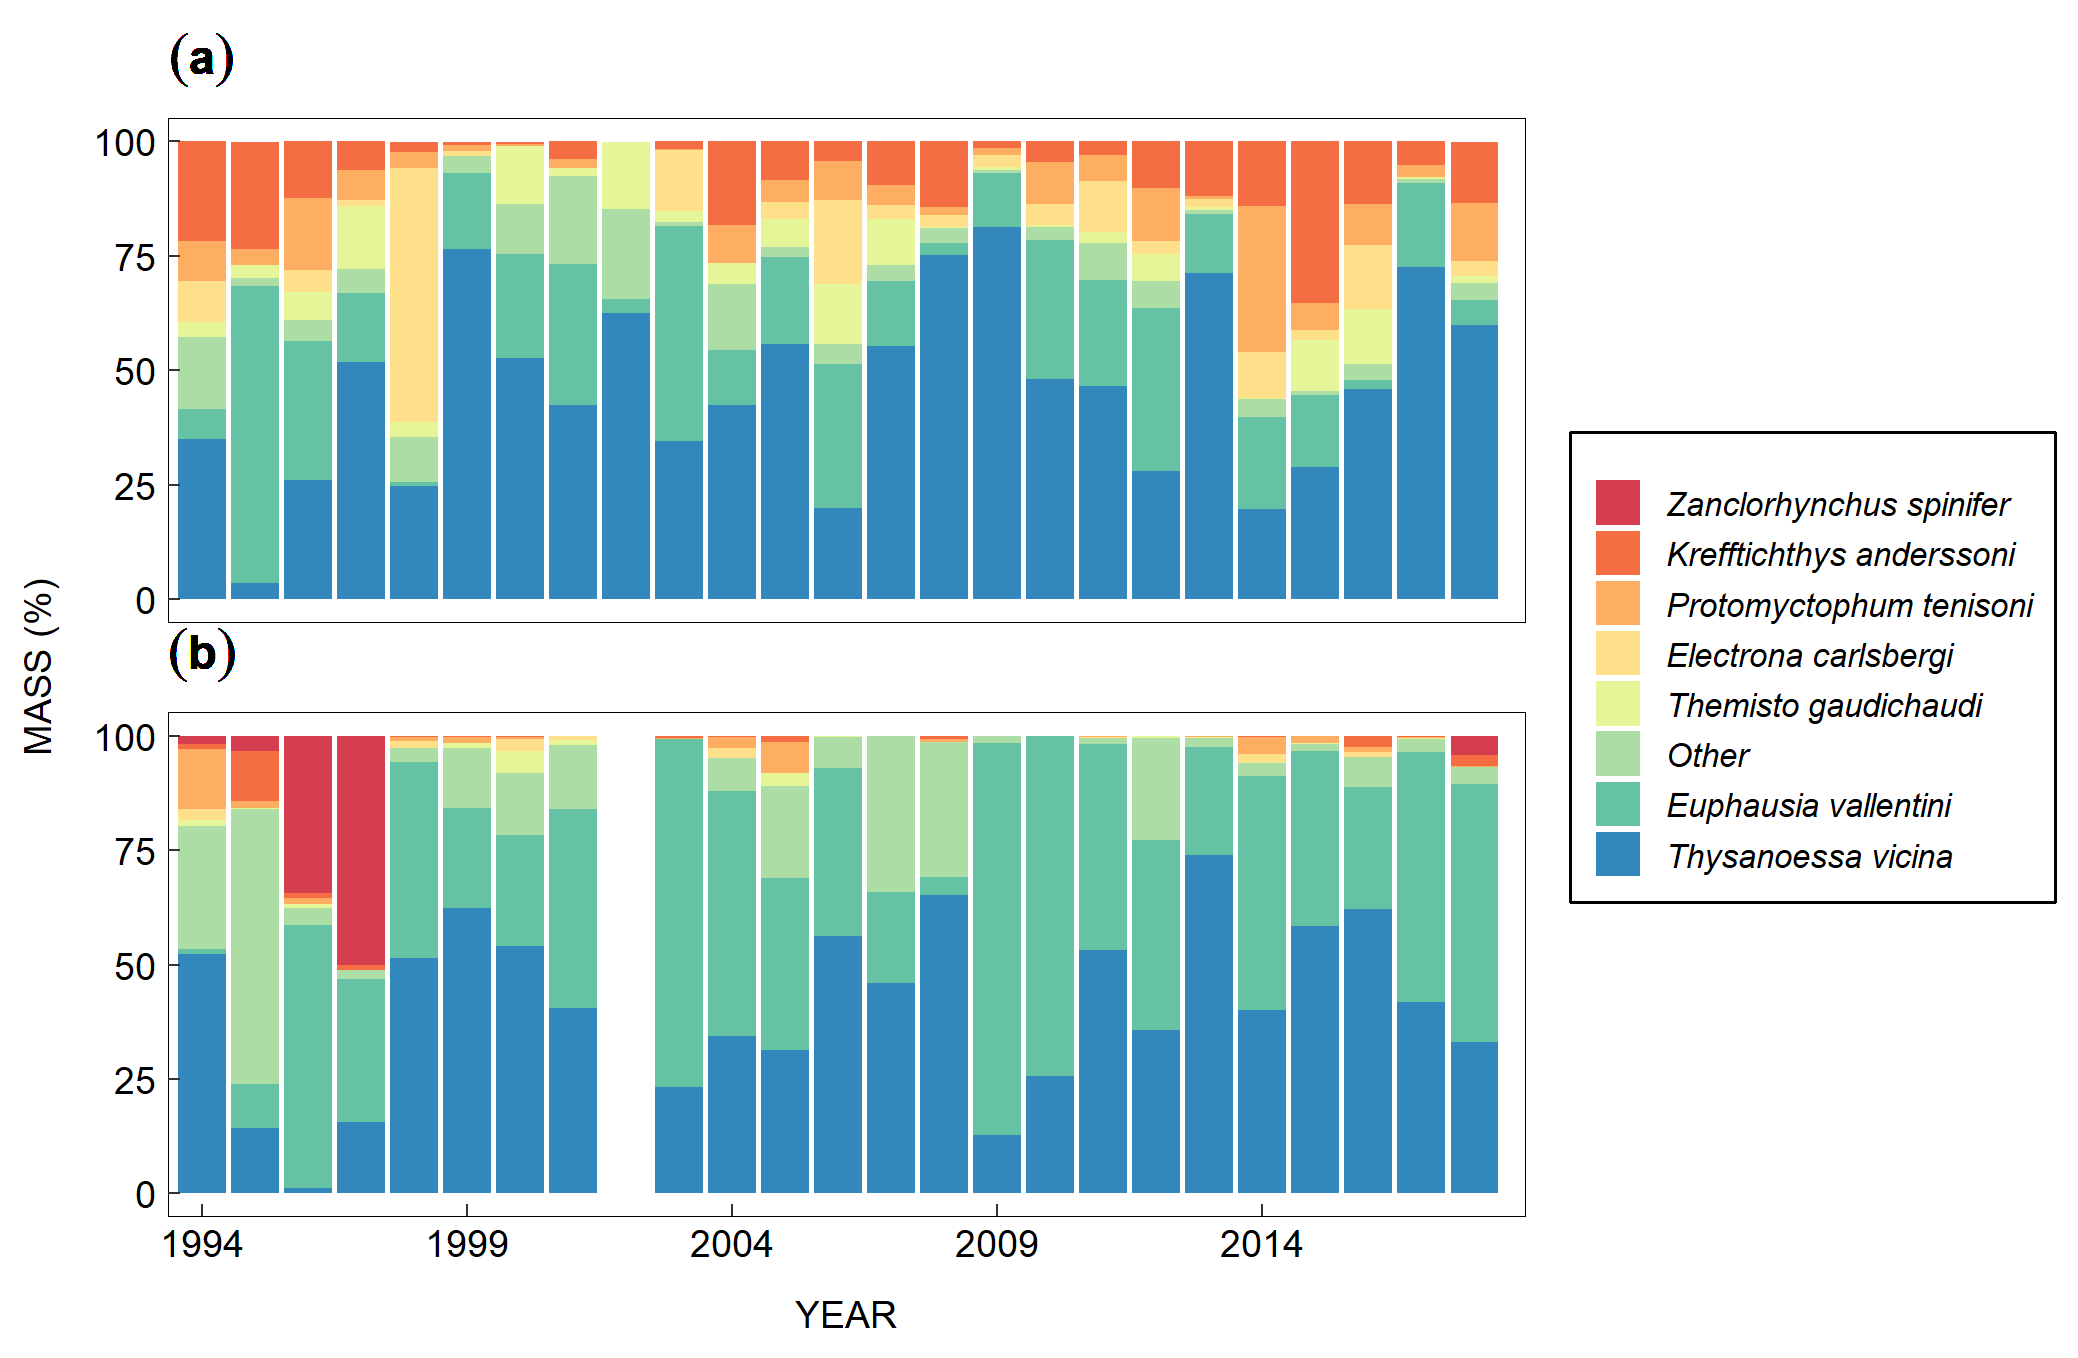 (a)
100
75
50
25
0
(b)
100
75
50
25
0
MASS (%)
1994 1999 2004 2009 2014
YEAR
Zanclorhynchus spinifer
Krefftichthys anderssoni
Protomyctophum tenisoni
Electrona carlsbergi
Themisto gaudichaudi
Other
Euphausia vallentini
Thysanoessa vicina